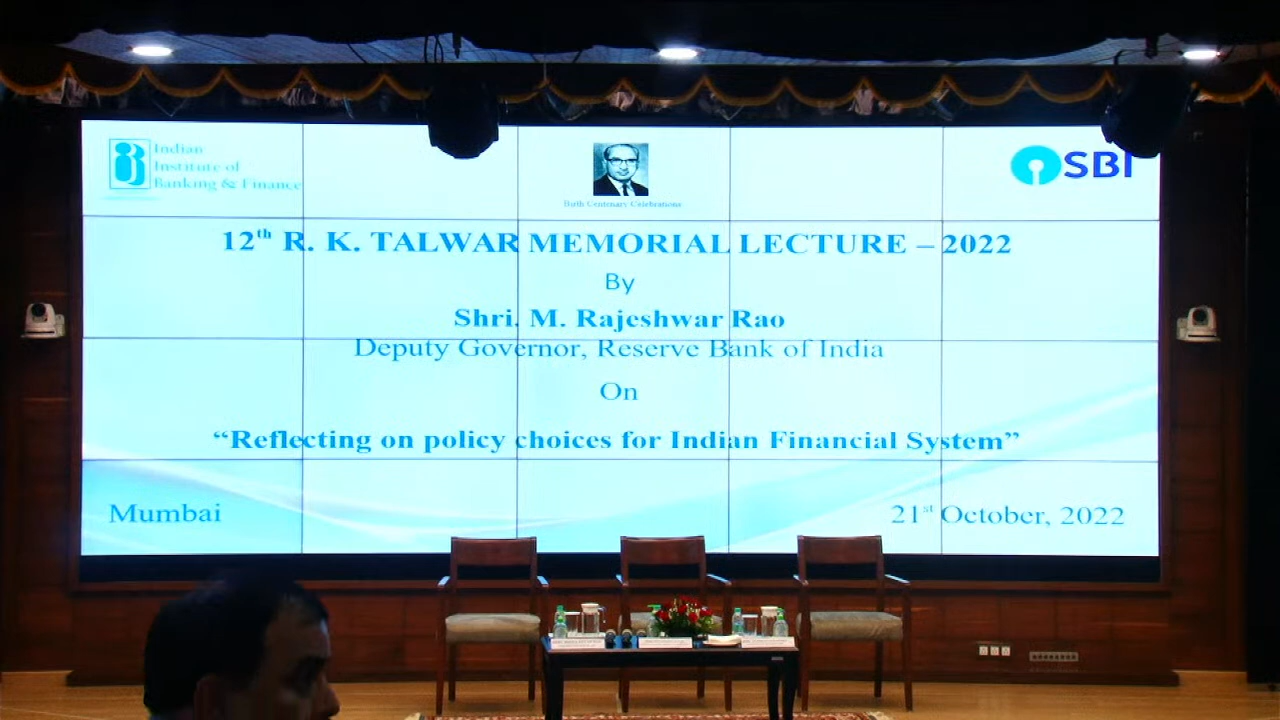 Indian
Institute of
Banking & Finance
Birth Centenary Celebrations
SBI
12th R. K. TALWAR MEMORIAL LECTURE – 2022
By
Shri. M. Rajeshwar Rao
Deputy Governor, Reserve Bank of India
On
“Reflecting on policy choices for Indian Financial System”
Mumbai
21st October, 2022